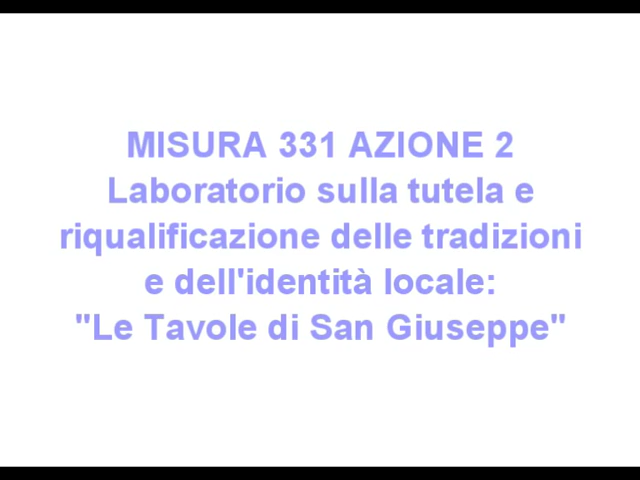 MISURA 331 AZIONE 2
Laboratorio sulla tutela e
riqualificazione delle tradizioni
e dell'identità locale:
"Le Tavole di San Giuseppe"